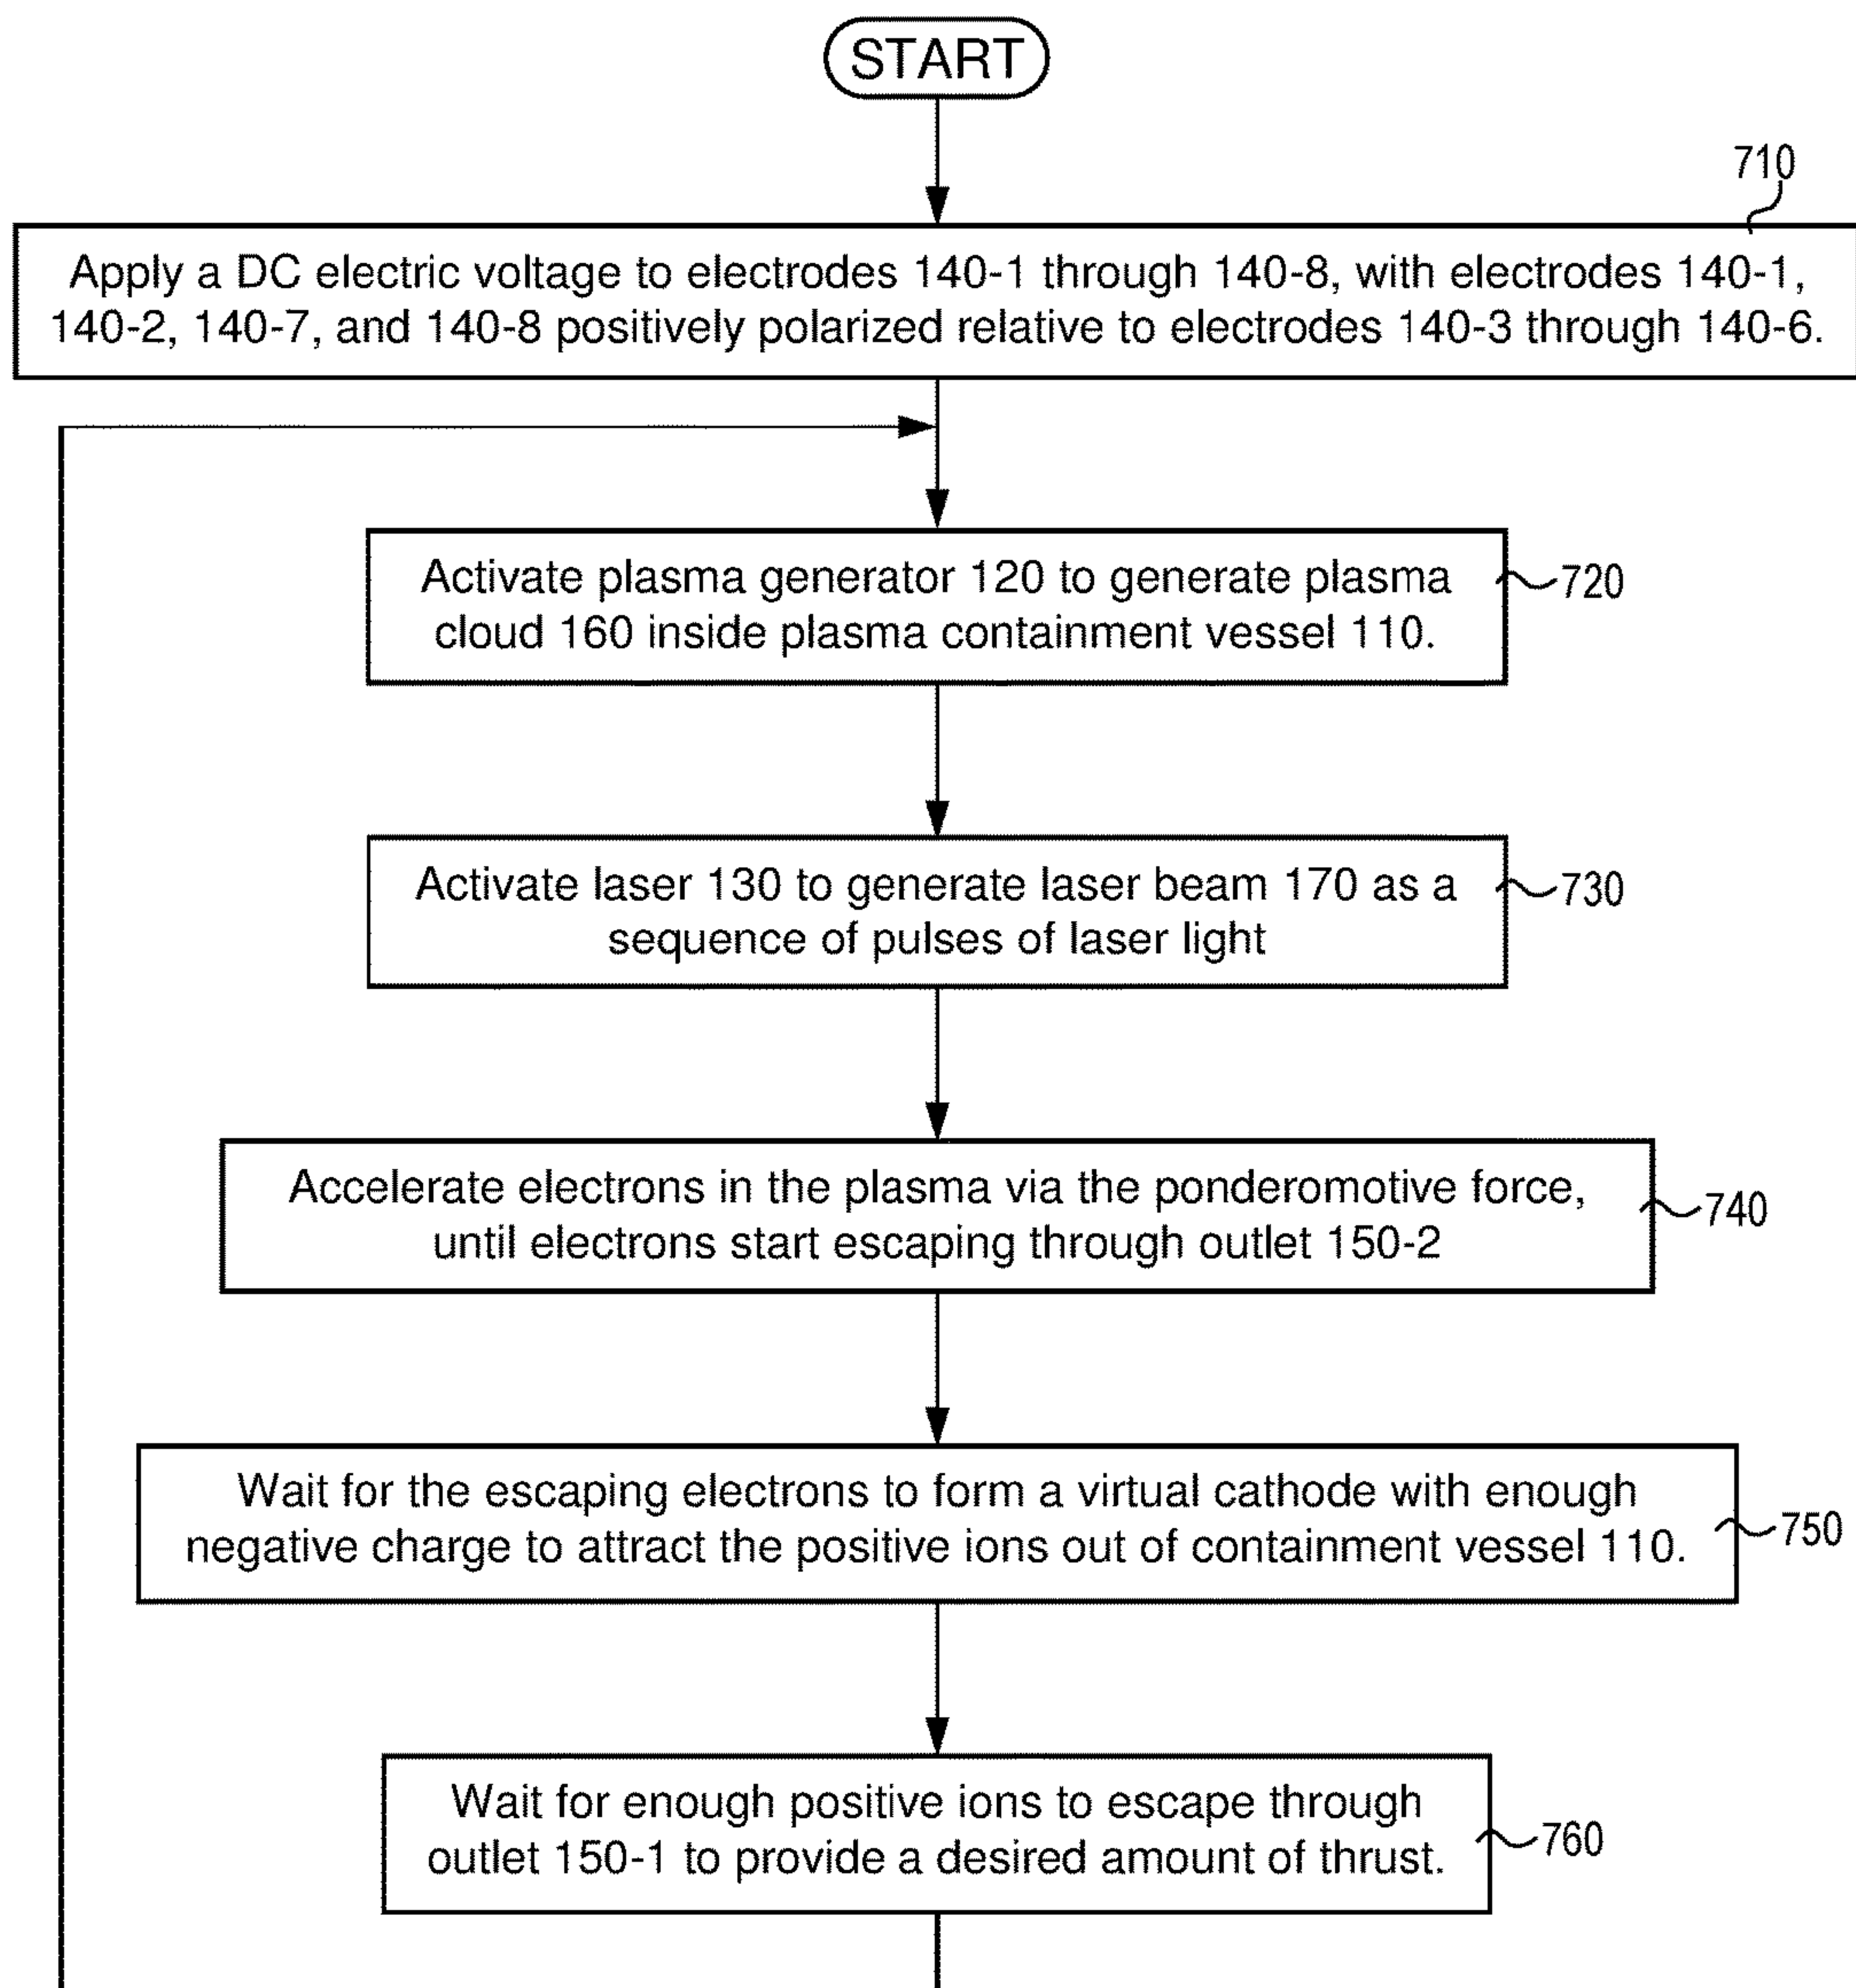 START
710
Apply a DC electric voltage to electrodes 140-1 through 140-8, with electrodes 140-1,
140-2, 140-7, and 140-8 positively polarized relative to electrodes 140-3 through 140-6.
Activate plasma generator 120 to generate plasma
cloud 160 inside plasma containment vessel 110.
720
Activate laser 130 to generate laser beam 170 as a
sequence of pulses of laser light
730
Accelerate electrons in the plasma via the ponderomotive force,
until electrons start escaping through outlet 150-2
740
Wait for the escaping electrons to form a virtual cathode with enough
negative charge to attract the positive ions out of containment vessel 110.
750
Wait for enough positive ions to escape through
outlet 150-1 to provide a desired amount of thrust.
760